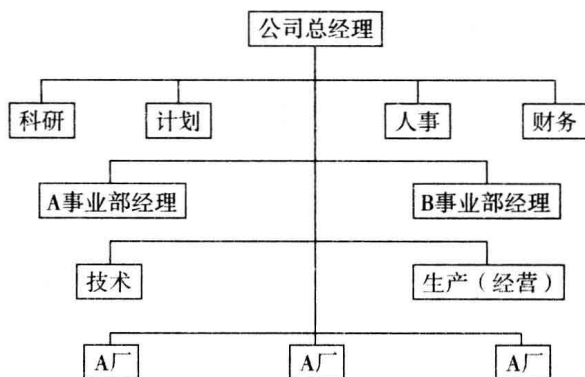 公司总经理
科研 计划 人事 财务
A事业部经理 B事业部经理
技术 生产（经营）
A厂 A厂 A厂